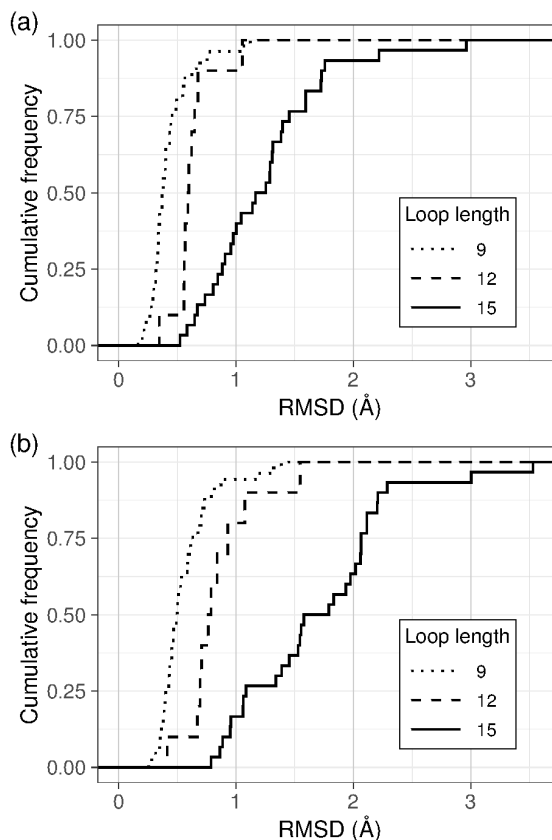 (a)
1.00
0.75
0.50
0.25
0.00
Cumulative frequency
Loop length
9
12
15
0 1 2 3
RMSD (Å)
(b)
1.00
0.75
0.50
0.25
0.00
Cumulative frequency
Loop length
9
12
15
0 1 2 3
RMSD (Å)